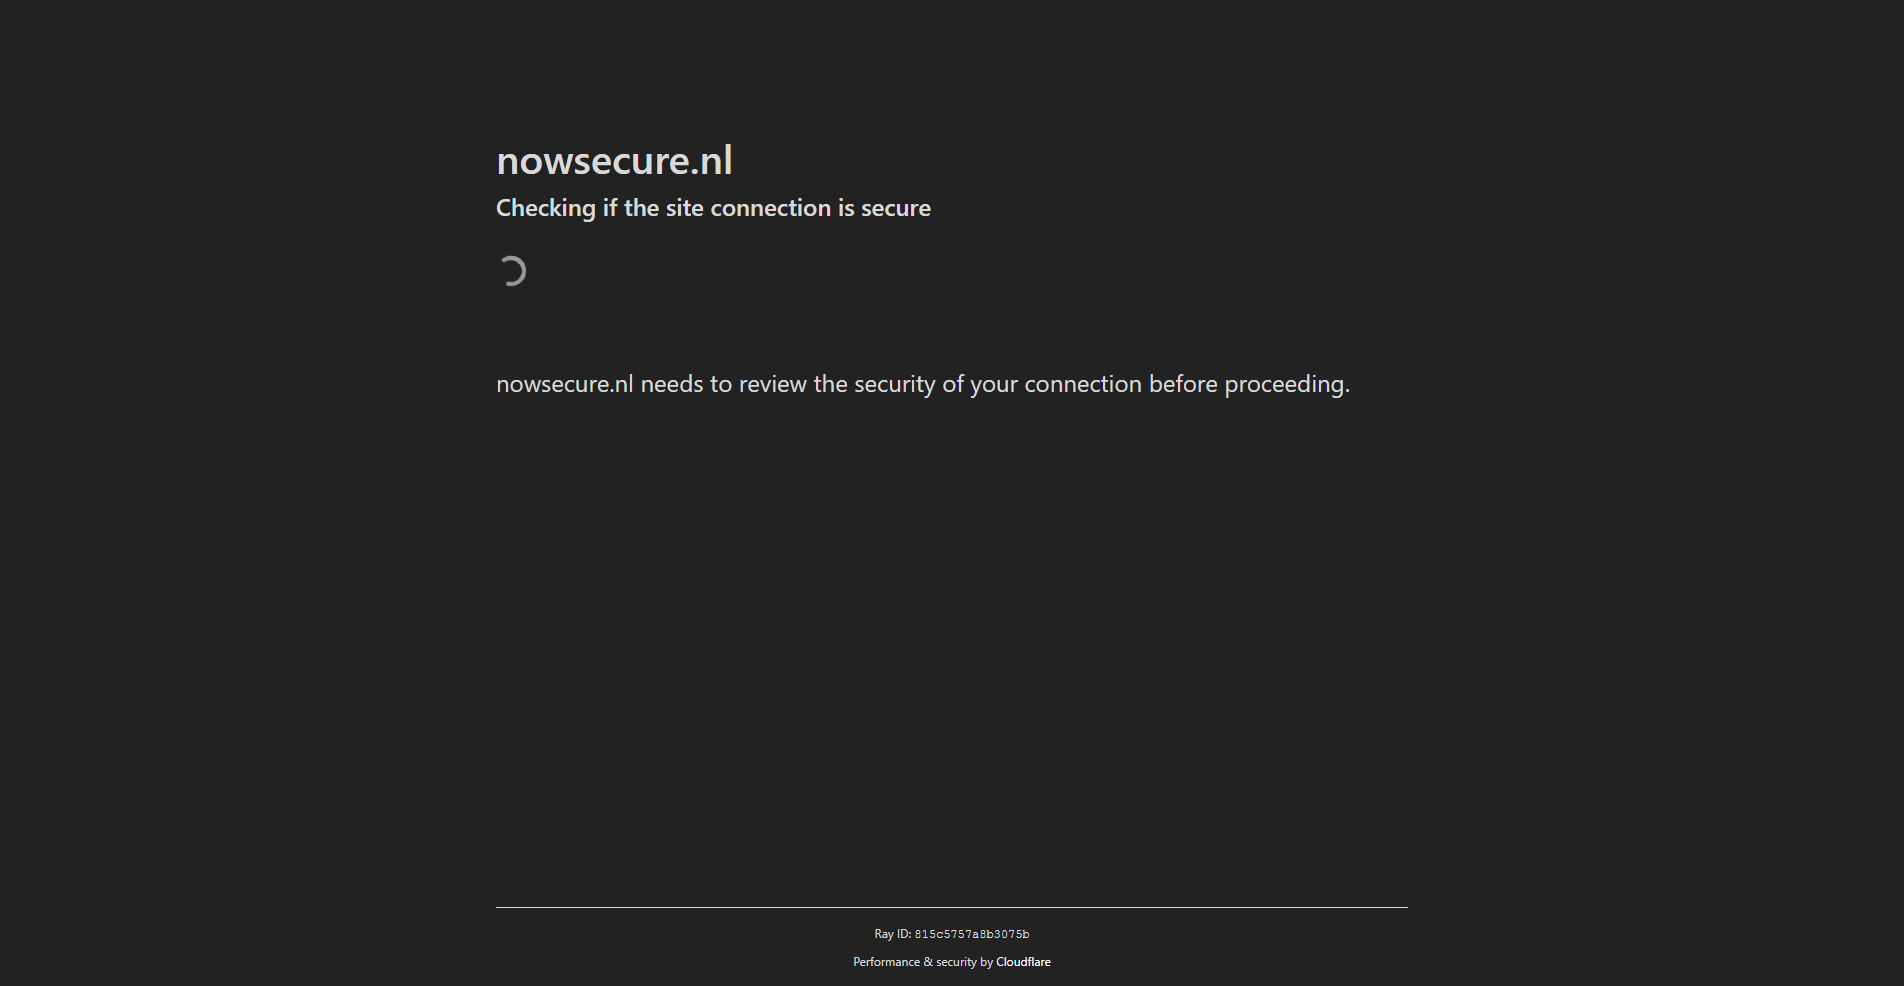 nowsecure.nl
Checking if the site connection is secure
nowsecure.nl needs to review the security of your connection before proceeding.
Ray ID: 815c5757a8b3075b
Performance & security by Cloudflare